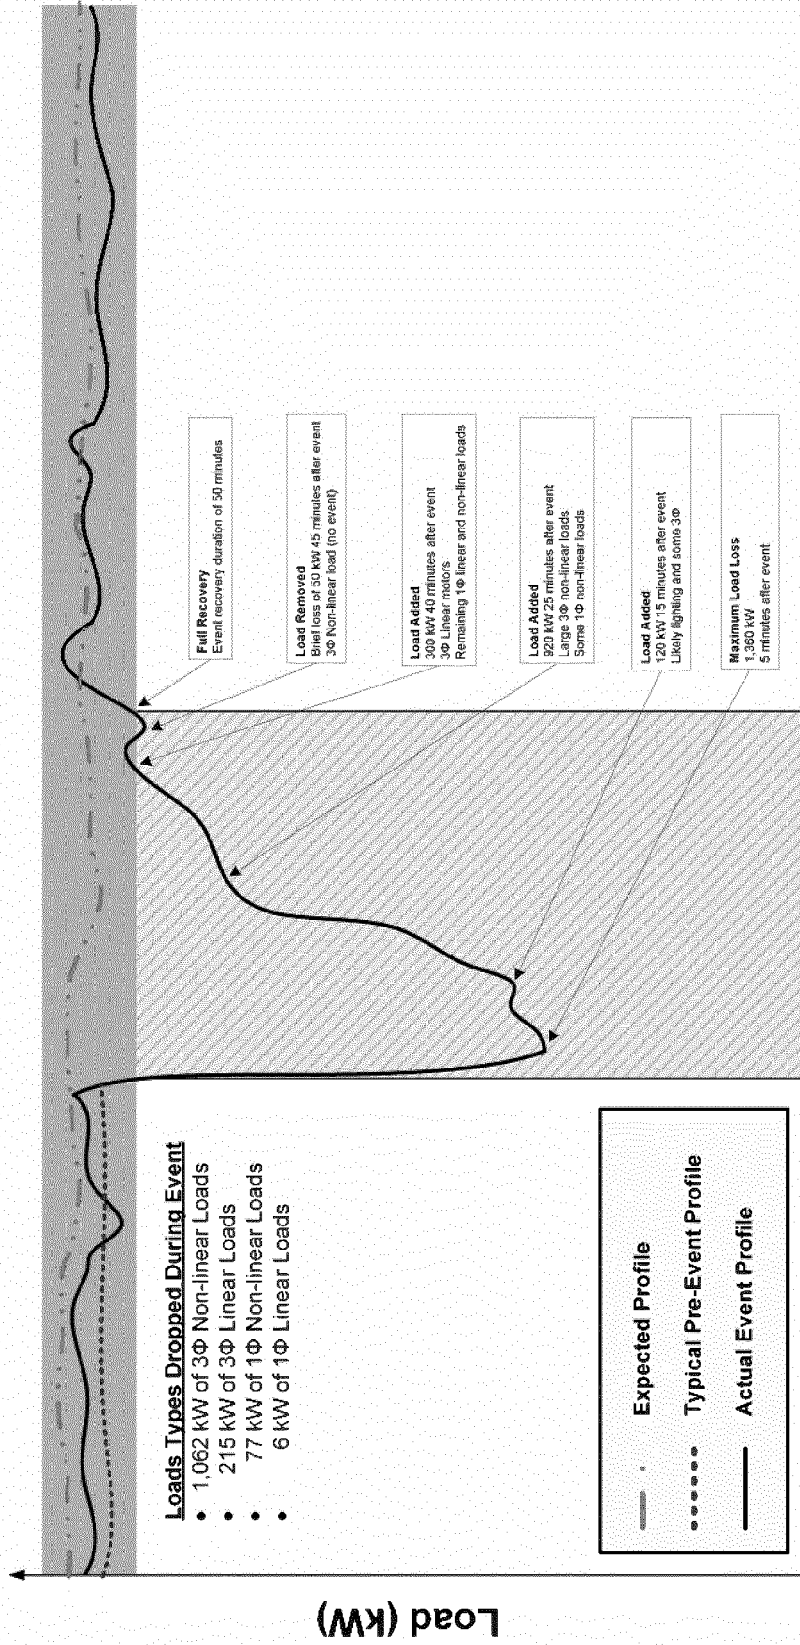 Load (kW)
Loads Types Dropped During Event
• 1,062 kW of 3Φ Non-linear Loads
• 215 kW of 3Φ Linear Loads
• 77 kW of 1Φ Non-linear Loads
• 6 kW of 1Φ Linear Loads
Expected Profile
Typical Pre-Event Profile
Actual Event Profile
Full Recovery
Event recovery duration of 50 minutes
Load Removed
Brief loss of 50 kW 45 minutes after event
3Φ Non-linear load (no event)
Load Added
300 kW 40 minutes after event
3Φ Linear motors
Remaining 1Φ linear and non-linear loads
Load Added
920 kW 25 minutes after event
Large 3Φ non-linear loads
Some 1Φ non-linear loads
Load Added
120 kW 15 minutes after event
Likely lighting and some 3Φ
Maximum Load Loss
1,360 kW
5 minutes after event